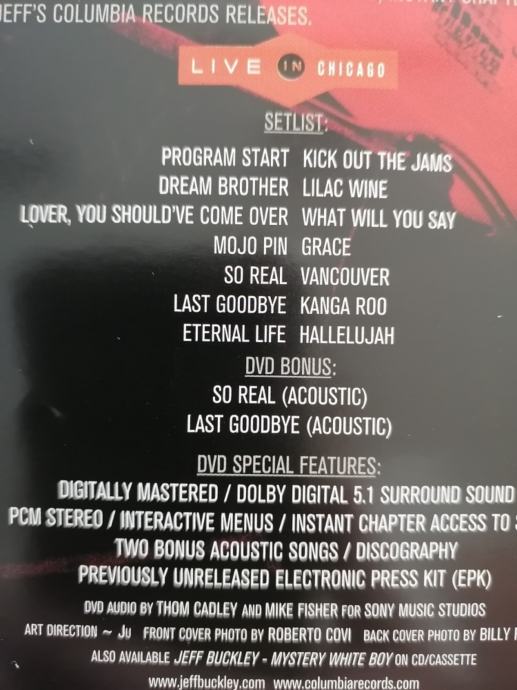 JEFF'S COLUMBIA RECORDS RELEASES.
LIVE IN CHICAGO
SETLIST:
PROGRAM START KICK OUT THE JAMS
DREAM BROTHER LILAC WINE
LOVER, YOU SHOULD'VE COME OVER WHAT WILL YOU SAY
MOJO PIN GRACE
SO REAL VANCOUVER
LAST GOODBYE KANGA ROO
ETERNAL LIFE HALLELUJAH
DVD BONUS:
SO REAL (ACOUSTIC)
LAST GOODBYE (ACOUSTIC)
DVD SPECIAL FEATURES:
DIGITALLY MASTERED / DOLBY DIGITAL 5.1 SURROUND SOUND
PCM STEREO / INTERACTIVE MENUS / INSTANT CHAPTER ACCESS TO
TWO BONUS ACOUSTIC SONGS / DISCOGRAPHY
PREVIOUSLY UNRELEASED ELECTRONIC PRESS KIT (EPK)
DVD AUDIO BY THOM CADLEY AND MIKE FISHER FOR SONY MUSIC STUDIOS
ART DIRECTION ~ JU FRONT COVER PHOTO BY ROBERTO COVI BACK COVER PHOTO BY BILLY
ALSO AVAILABLE JEFF BUCKLEY - MYSTERY WHITE BOY ON CD/CASSETTE
www.jeffbuckley.com www.columbiarecords.com